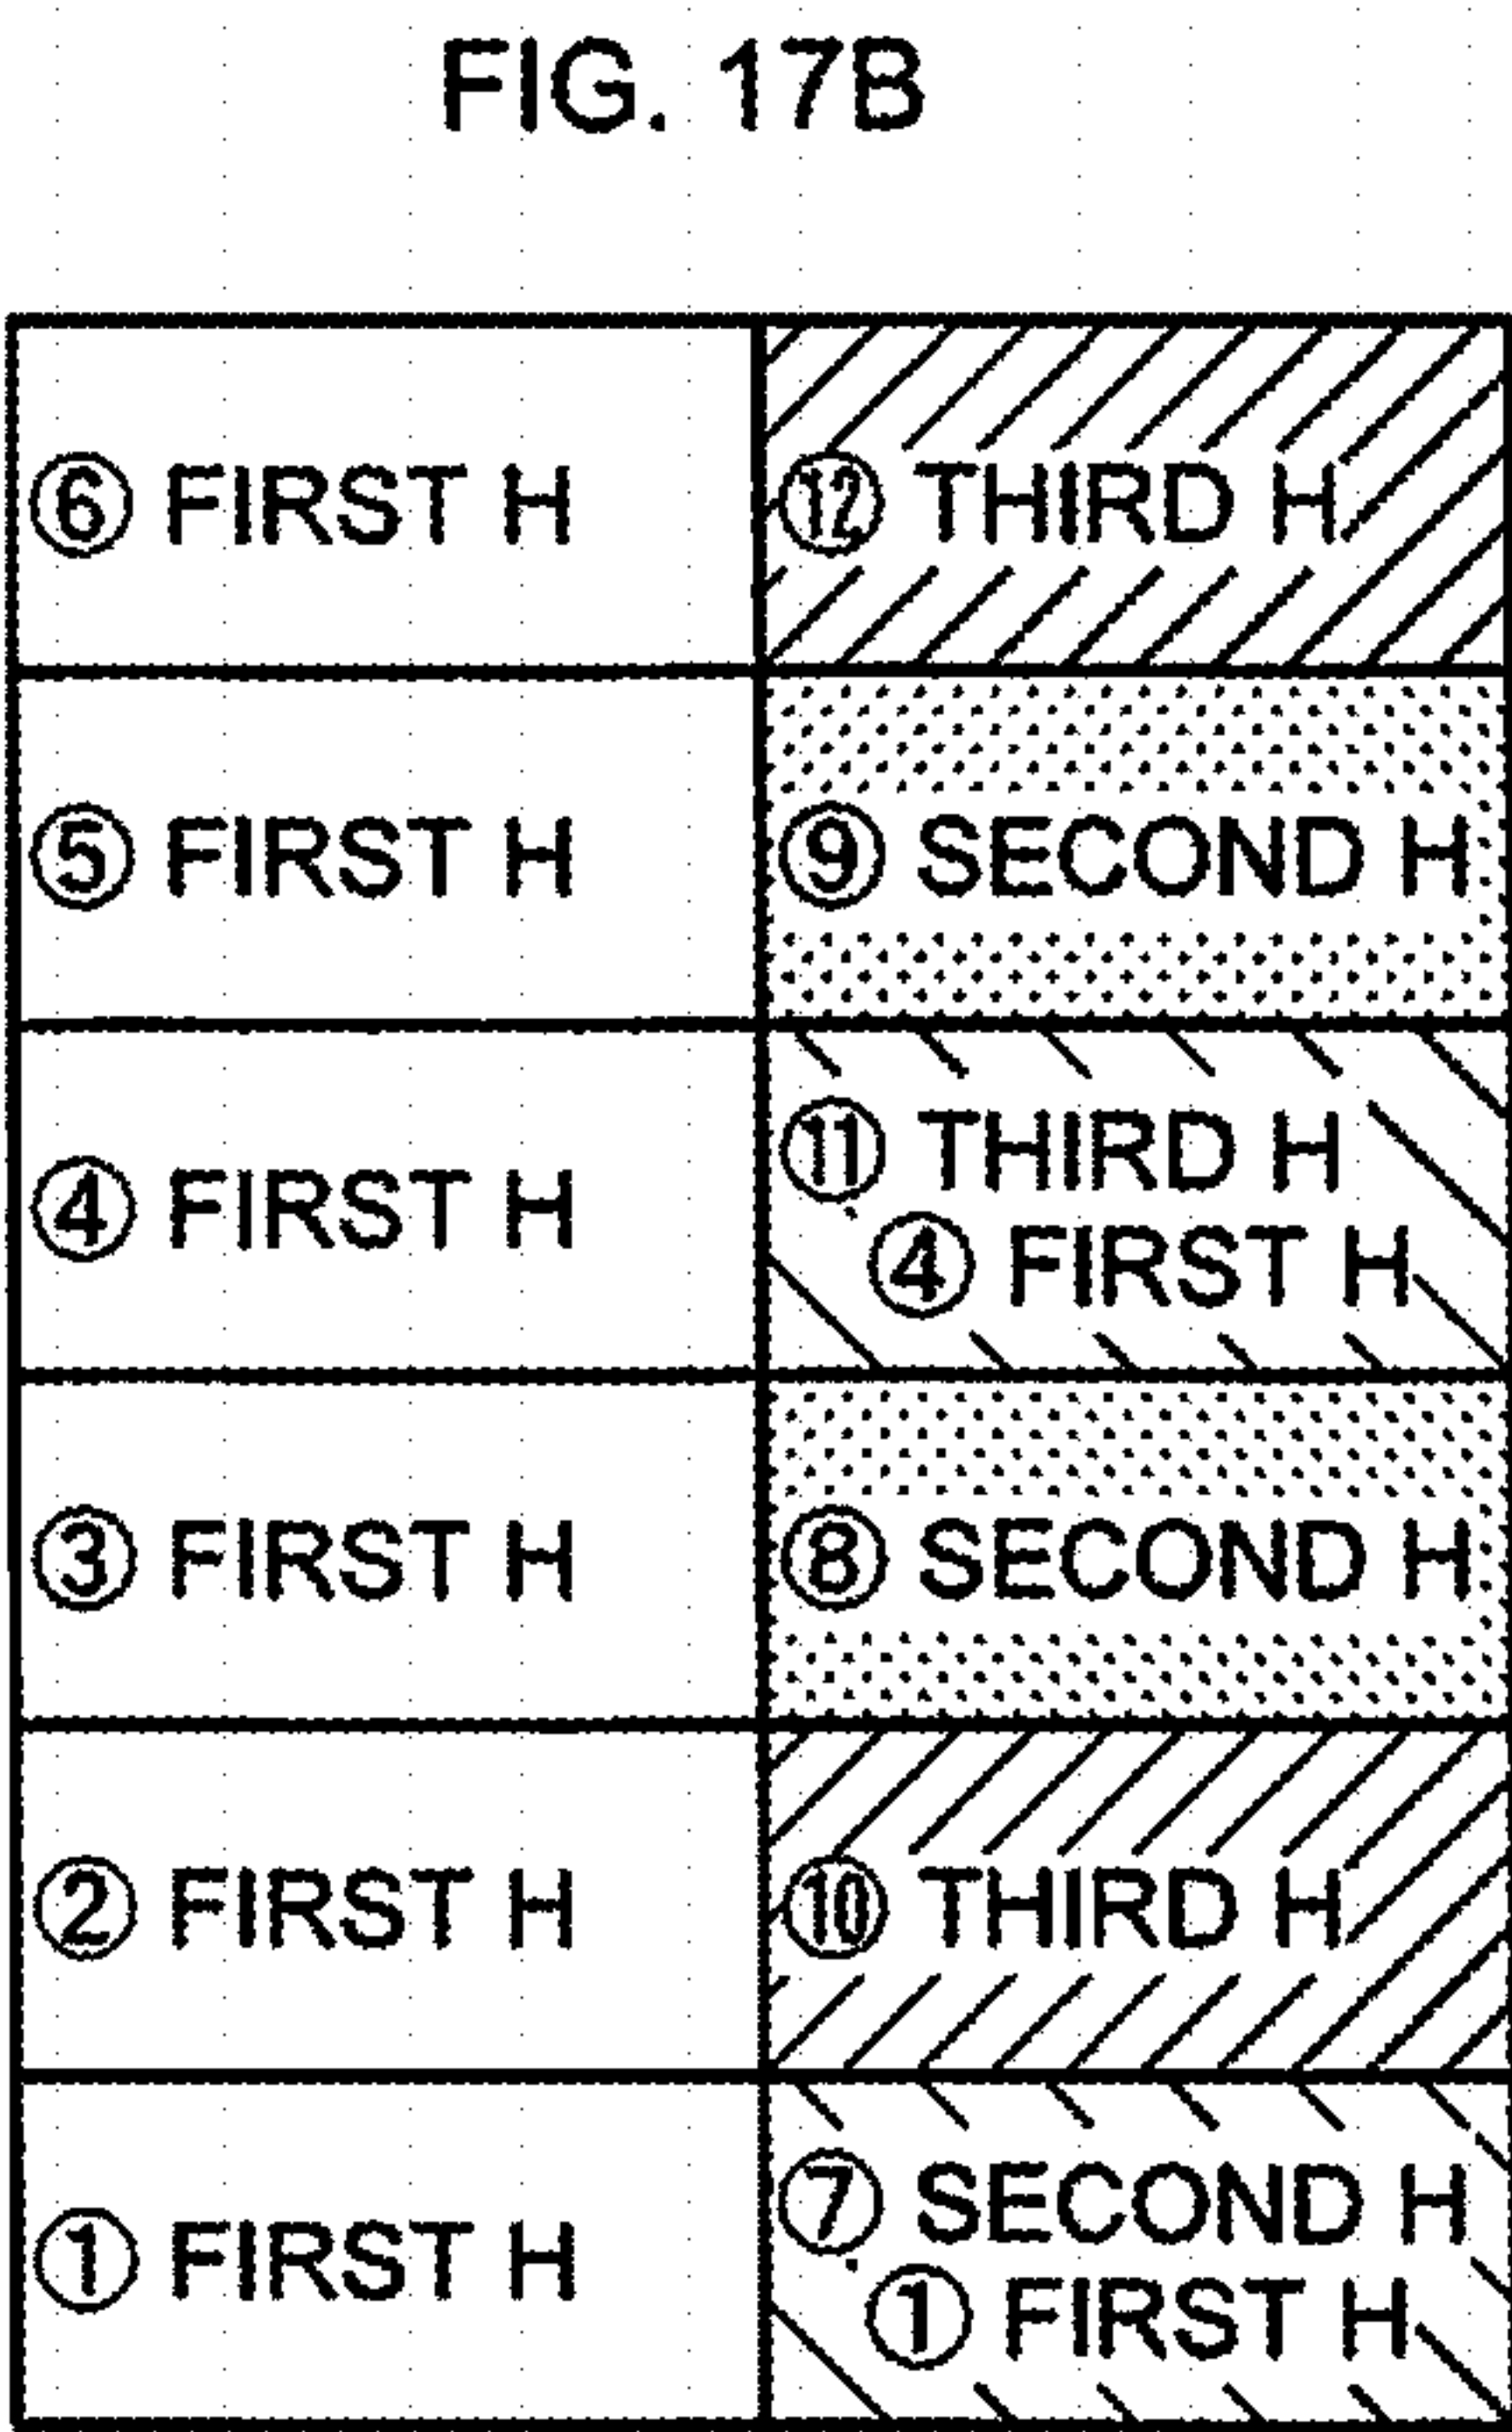 FIG. 17B
⑥ FIRST H
⑫ THIRD H
⑤ FIRST H
⑨ SECOND H
④ FIRST H
⑪ THIRD H
④ FIRST H
③ FIRST H
⑧ SECOND H
② FIRST H
⑩ THIRD H
① FIRST H
⑦ SECOND H
① FIRST H